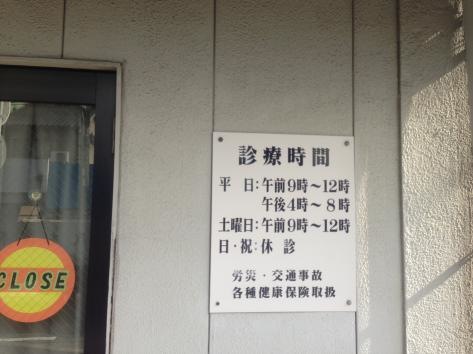 診療時間
平 日:午前9時〜12時
午後4時〜8時
土曜日:午前9時〜12時
日・祝:休 診
労災・交通事故
各種健康保険取扱
CLOSE